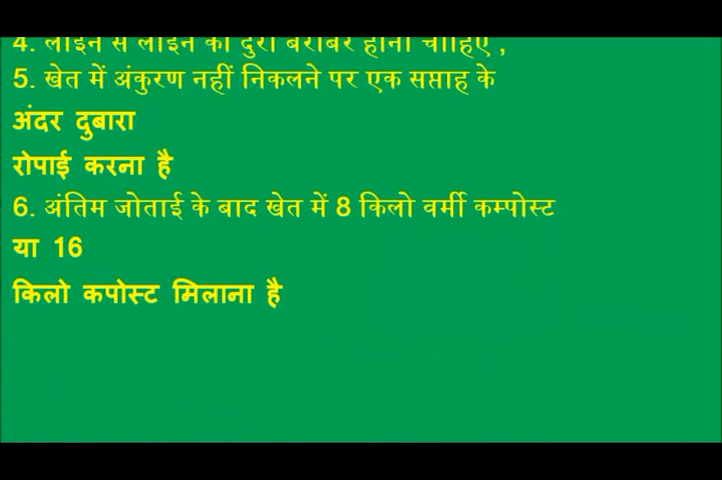 4. लाइन से लाइन की दुरी बराबर होनी चाहिए ,
5. खेत में अंकुरण नहीं निकलने पर एक सप्ताह के
अंदर दुबारा
रोपाई करना है
6. अंतिम जोताई के बाद खेत में 8 किलो वर्मी कम्पोस्ट
या 16
किलो कपोस्ट मिलाना है